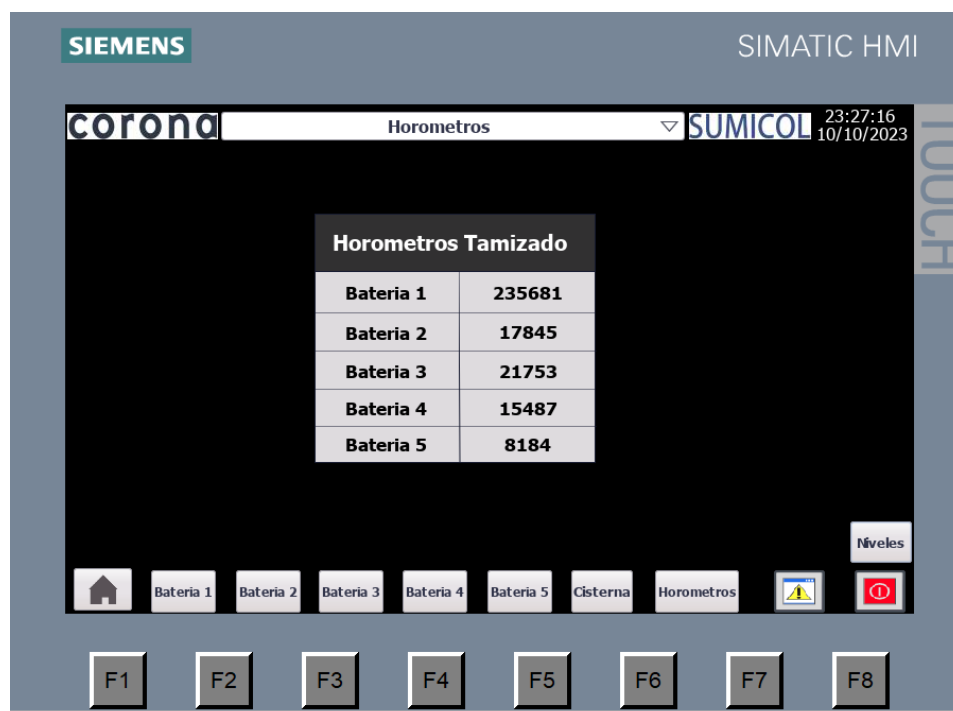 SIEMENS
SIMATIC HMI
corona Horometros SUMICOL 23:27:16
10/10/2023
TOUCH
Horometros Tamizado
Bateria 1 235681
Bateria 2 17845
Bateria 3 21753
Bateria 4 15487
Bateria 5 8184
Niveles
Bateria 1 Bateria 2 Bateria 3 Bateria 4 Bateria 5 Cisterna Horometros
F1 F2 F3 F4 F5 F6 F7 F8